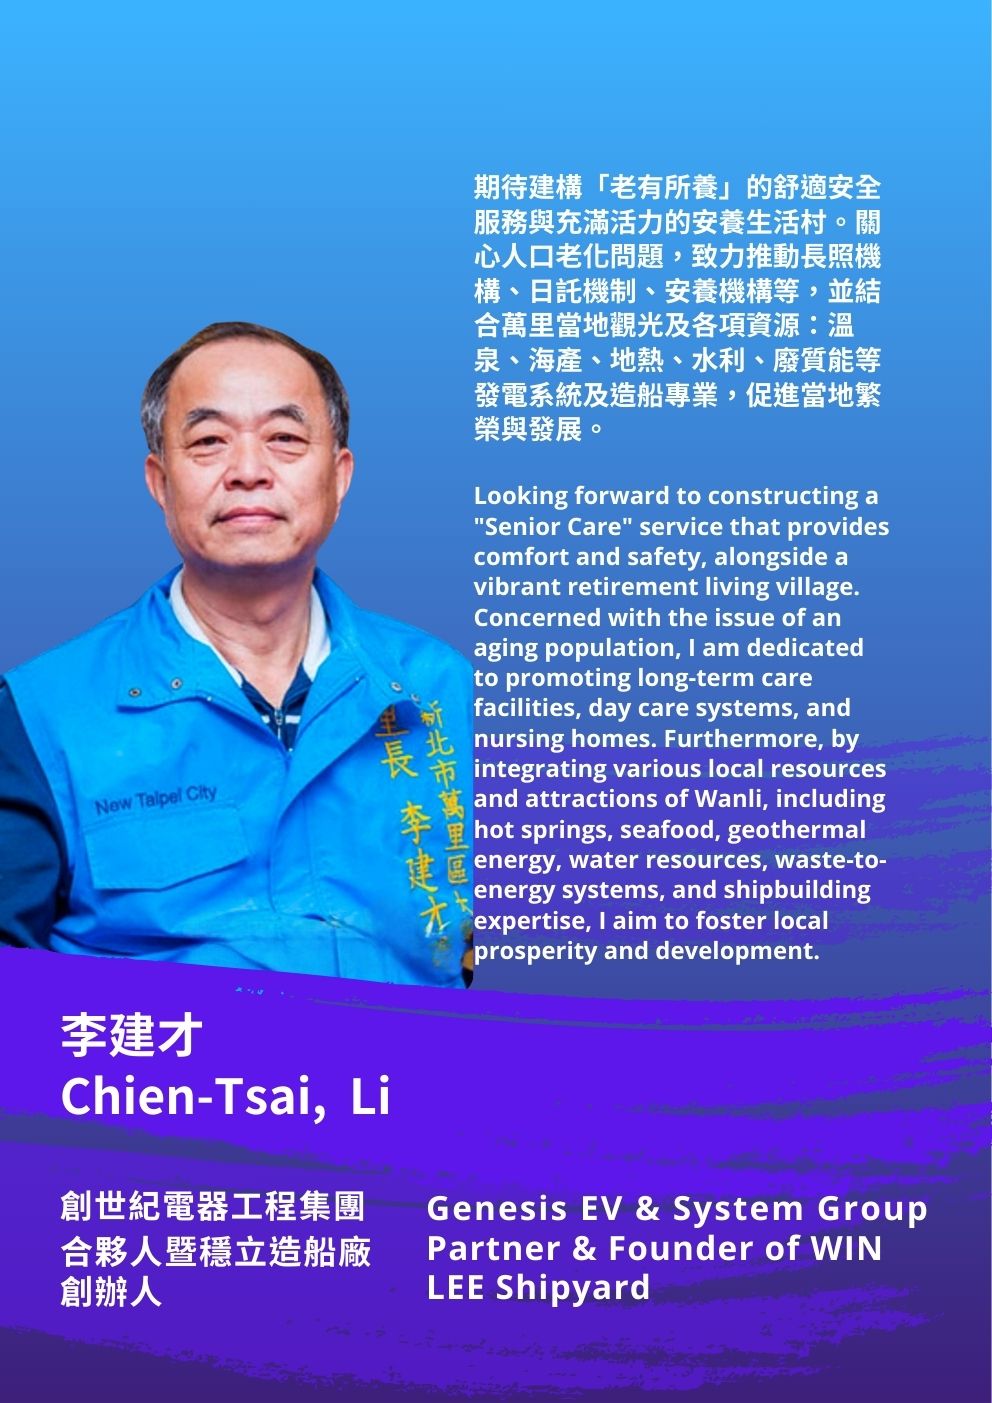 期待建構「老有所養」的舒適安全
服務與充滿活力的安養生活村。關
心人口老化問題，致力推動長照機
構、日託機制、安養機構等，並結
合萬里當地觀光及各項資源：溫
泉、海產、地熱、水利、廢質能等
發電系統及造船專業，促進當地繁
榮與發展。
Looking forward to constructing a
"Senior Care" service that provides
comfort and safety, alongside a
vibrant retirement living village.
Concerned with the issue of an
aging population, I am dedicated
to promoting long-term care
facilities, day care systems, and
nursing homes. Furthermore, by
integrating various local resources
and attractions of Wanli, including
hot springs, seafood, geothermal
energy, water resources, waste-to-
energy systems, and shipbuilding
expertise, I aim to foster local
prosperity and development.
New Taipei City
新北市萬里區
里長 李建才
李建才
Chien-Tsai, Li
創世紀電器工程集團
合夥人暨穩立造船廠
創辦人
Genesis EV & System Group
Partner & Founder of WIN
LEE Shipyard